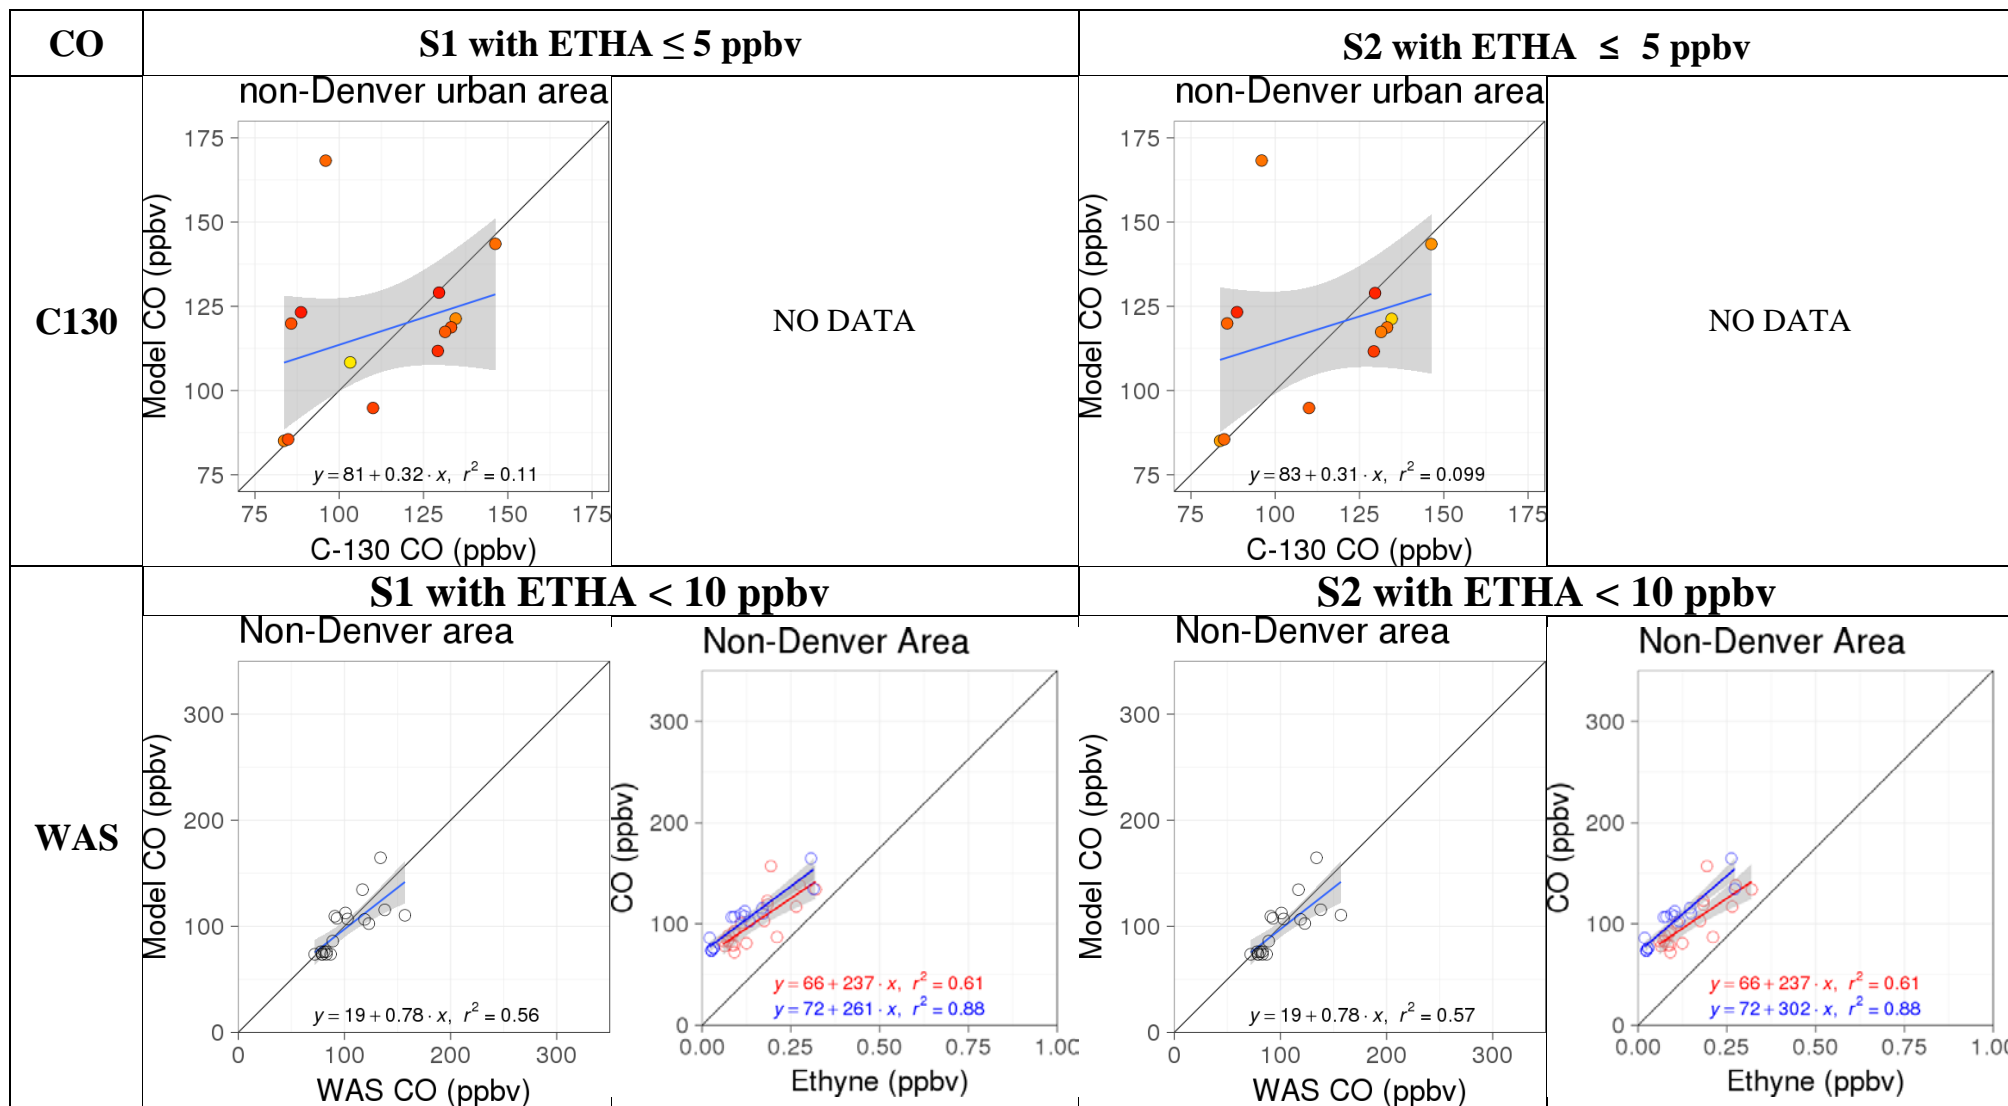 CO
S1 with ETHA ≤ 5 ppbv
S2 with ETHA ≤ 5 ppbv
C130
non-Denver urban area
Model CO (ppbv)
175
150
125
100
75
y = 81 + 0.32 · x, r² = 0.11
75 100 125 150 175
C-130 CO (ppbv)
NO DATA
non-Denver urban area
Model CO (ppbv)
175
150
125
100
75
y = 83 + 0.31 · x, r² = 0.099
75 100 125 150 175
C-130 CO (ppbv)
NO DATA
S1 with ETHA < 10 ppbv
S2 with ETHA < 10 ppbv
WAS
Non-Denver area
Model CO (ppbv)
300
200
100
0
y = 19 + 0.78 · x, r² = 0.56
0 100 200 300
WAS CO (ppbv)
Non-Denver Area
CO (ppbv)
300
200
100
0
y = 66 + 237 · x, r² = 0.61
y = 72 + 261 · x, r² = 0.88
0.00 0.25 0.50 0.75 1.00
Ethyne (ppbv)
Non-Denver area
Model CO (ppbv)
300
200
100
0
y = 19 + 0.78 · x, r² = 0.57
0 100 200 300
WAS CO (ppbv)
Non-Denver Area
CO (ppbv)
300
200
100
0
y = 66 + 237 · x, r² = 0.61
y = 72 + 302 · x, r² = 0.88
0.00 0.25 0.50 0.75 1.00
Ethyne (ppbv)